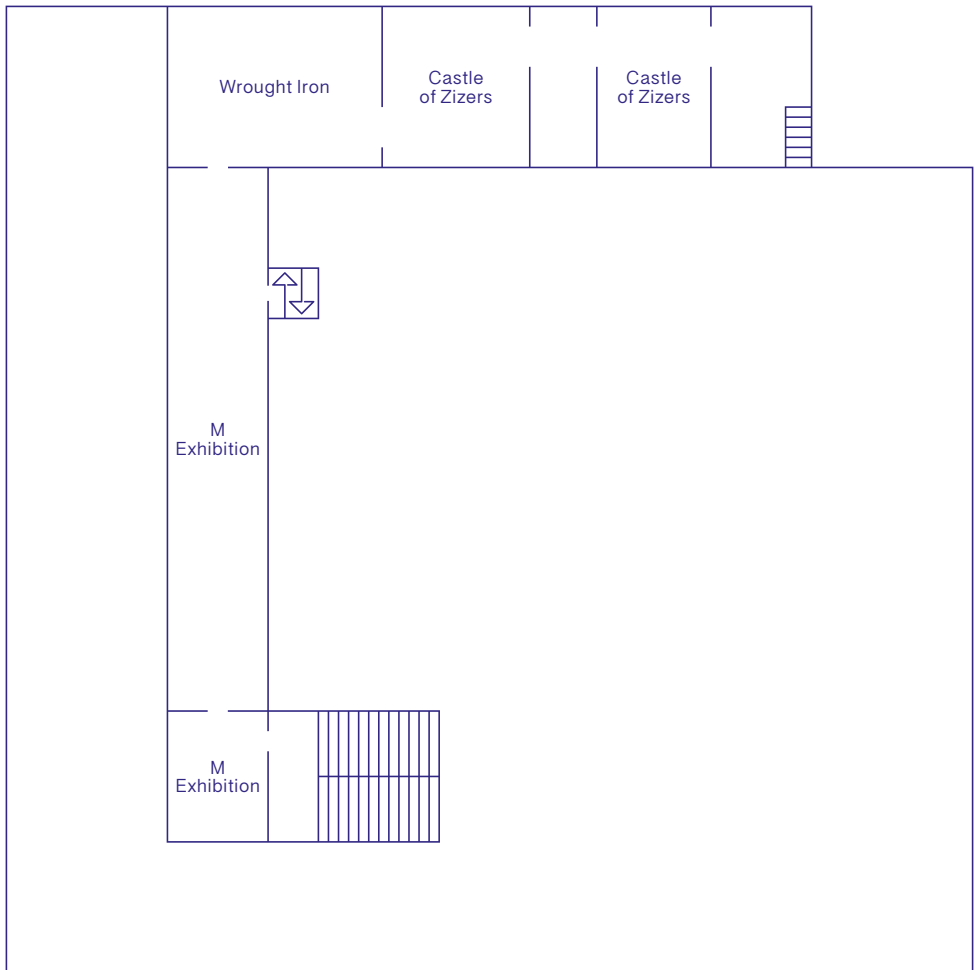 Wrought Iron
Castle
of Zizers
Castle
of Zizers
M
Exhibition
M
Exhibition